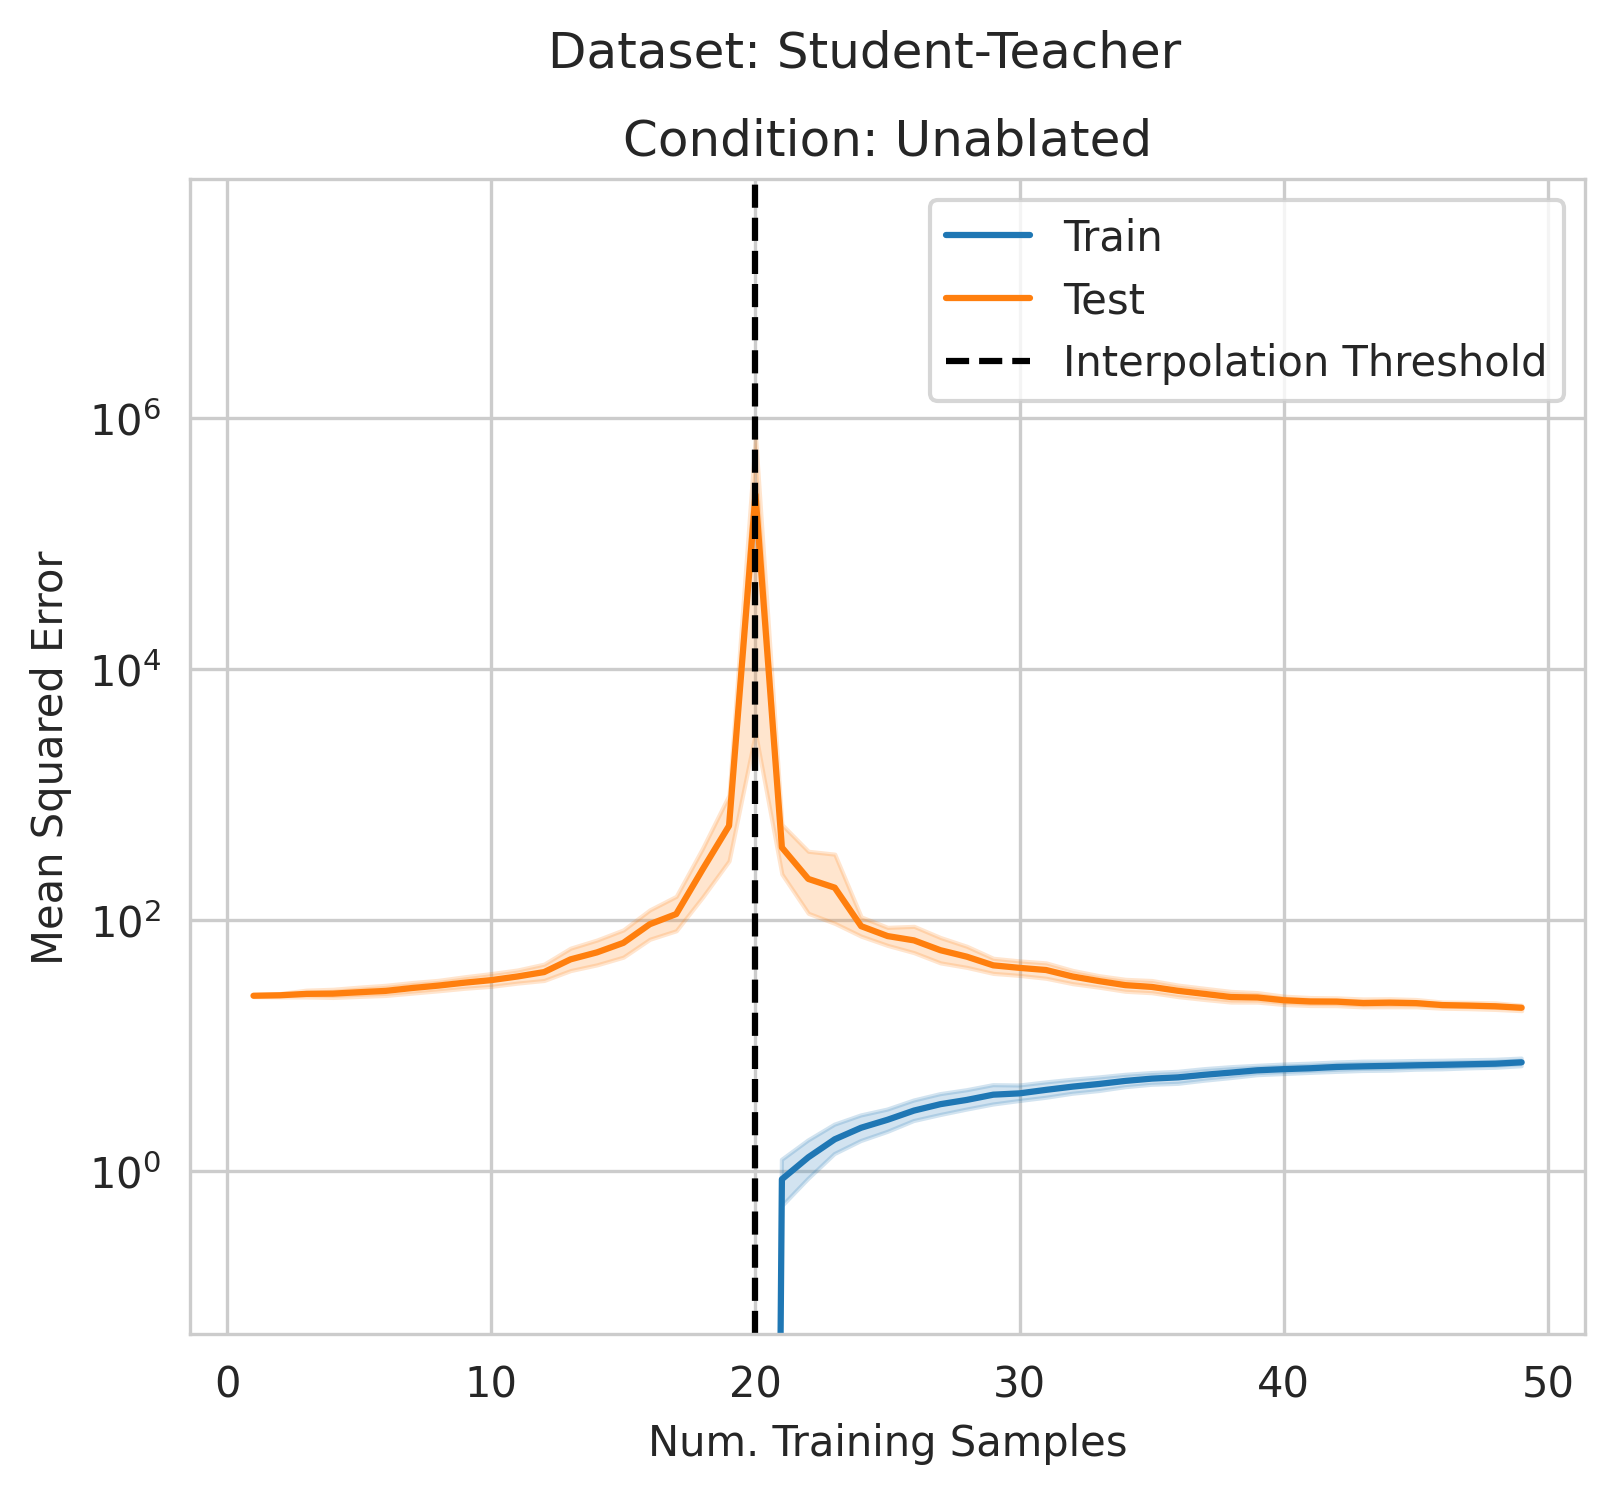 Dataset: Student-Teacher
Condition: Unablated
Train
Test
Interpolation Threshold
Mean Squared Error
10^6
10^4
10^2
10^0
0 10 20 30 40 50
Num. Training Samples